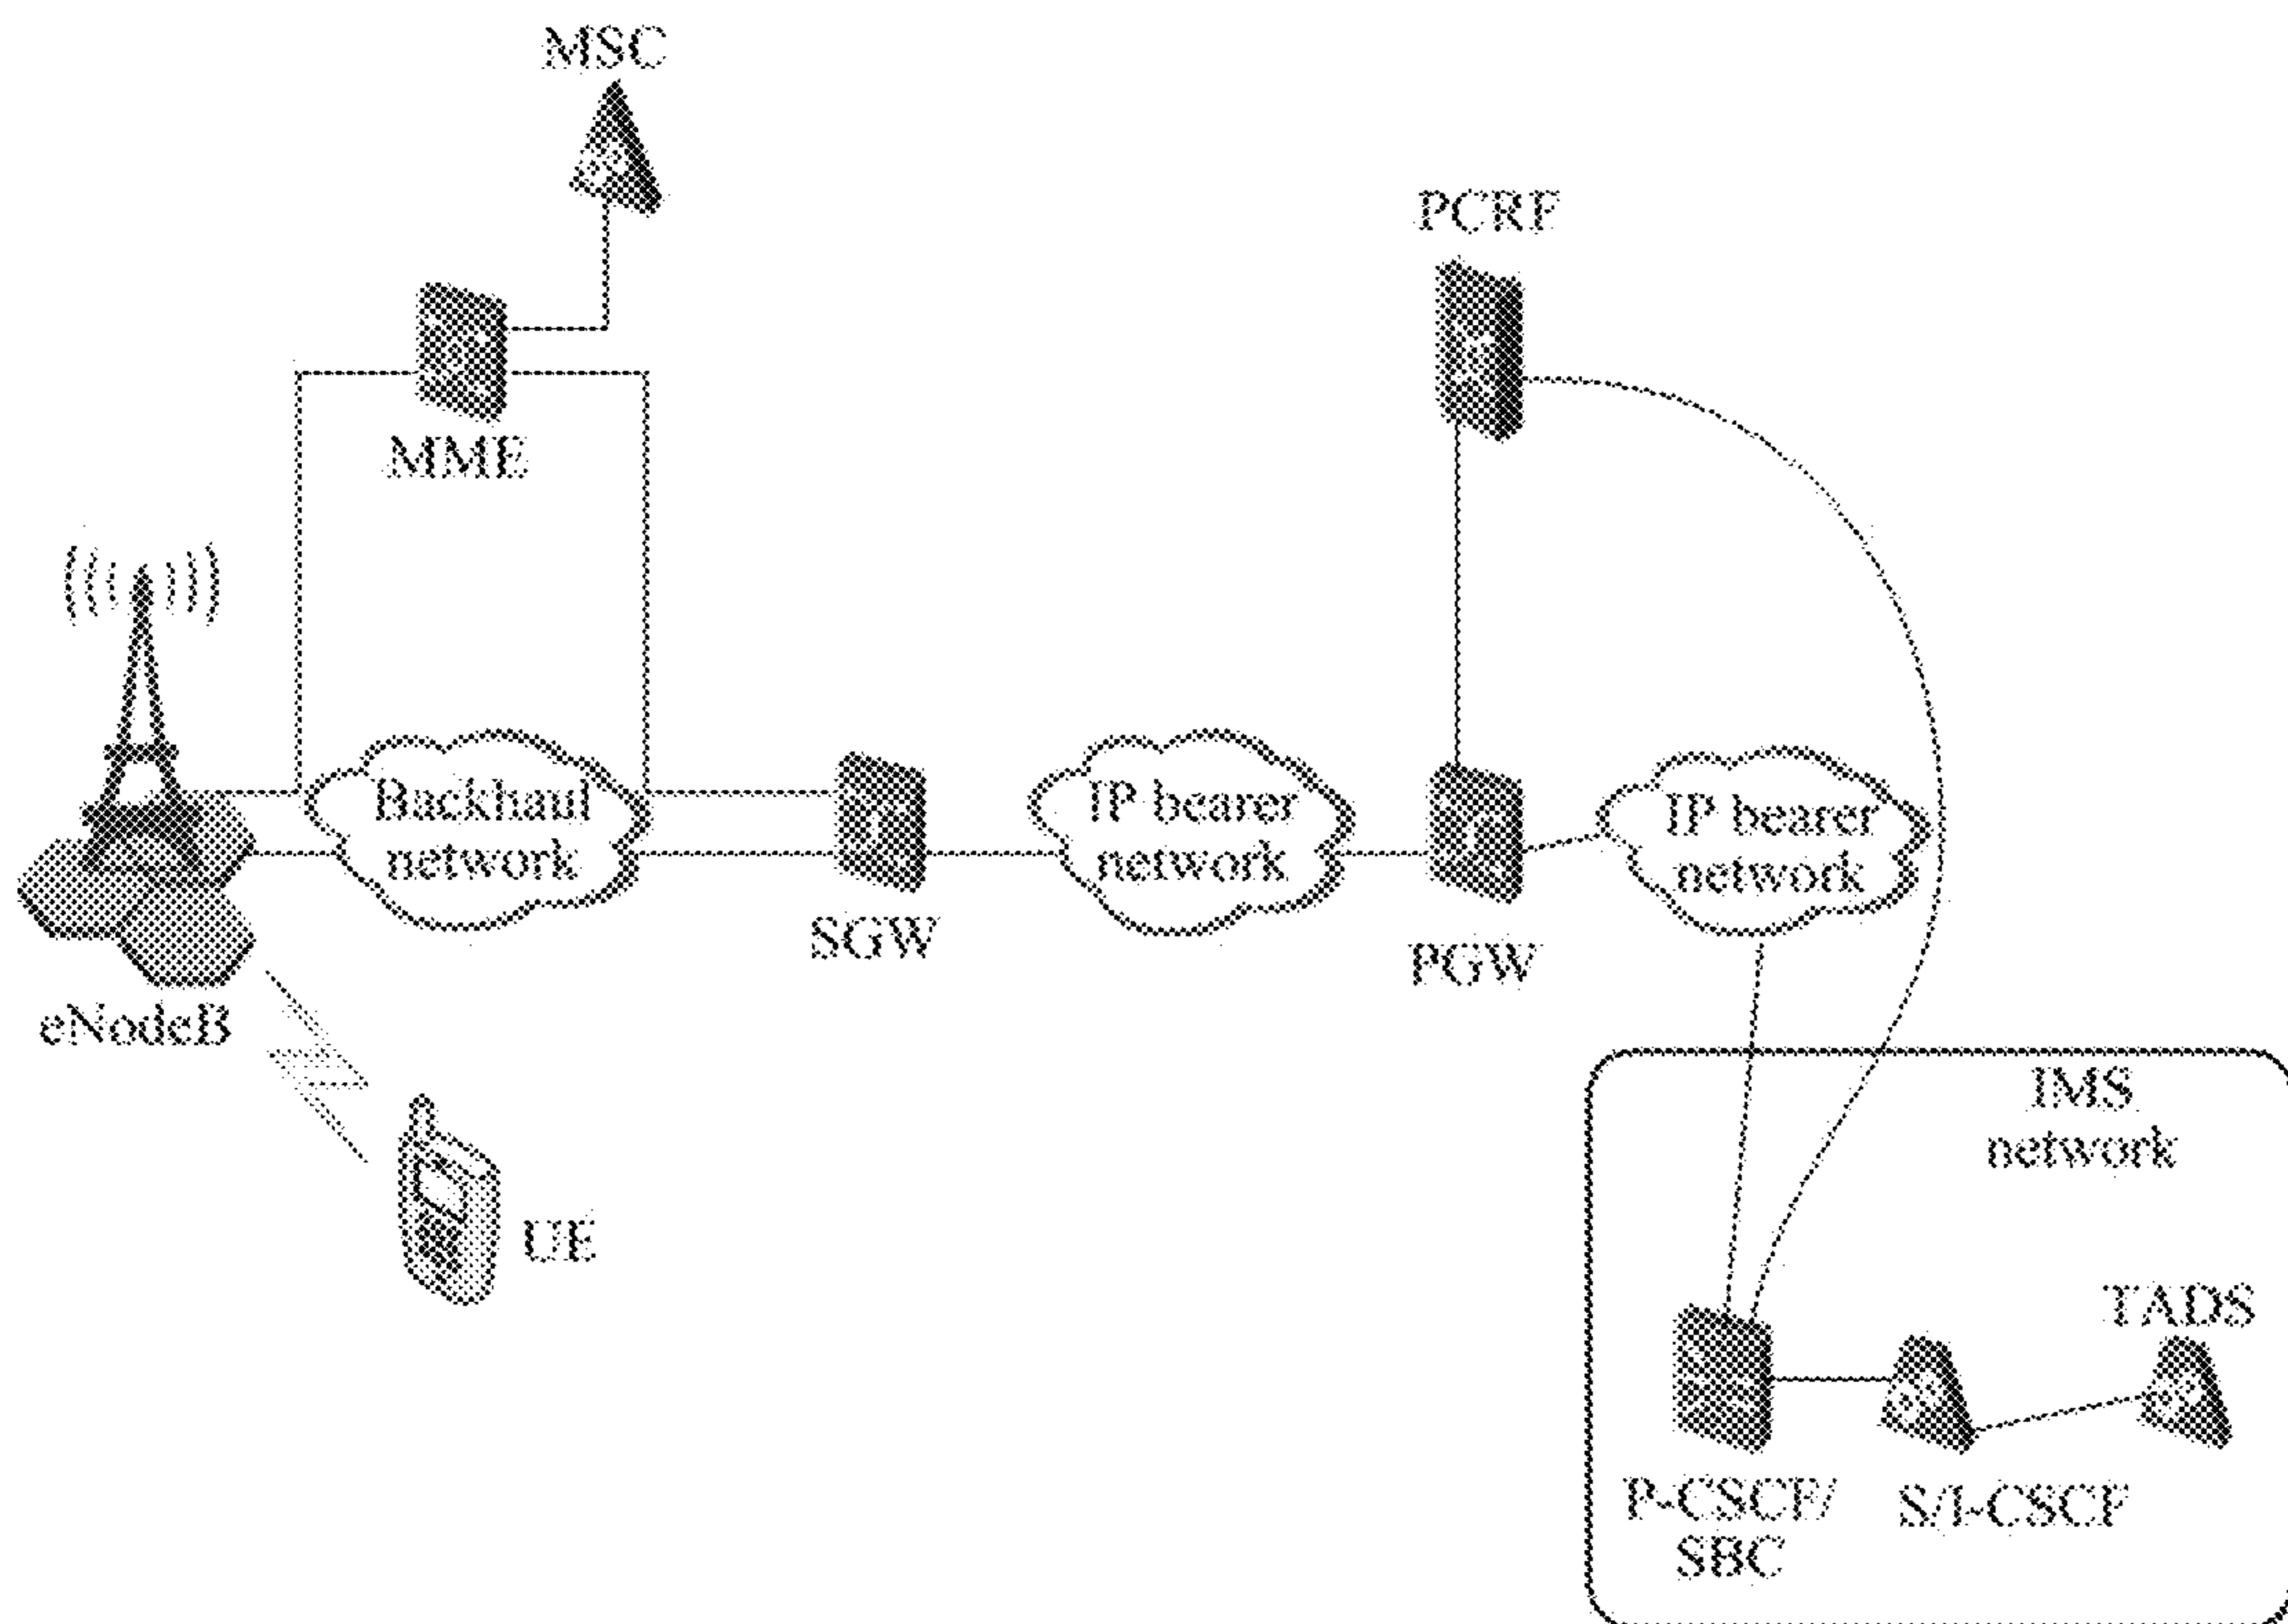 MSC
PCRF
MME
Backhaul
network
IP bearer
network
IP bearer
network
SGW
PGW
eNodeB
UE
IMS
network
TADS
P-CSCF/
SBC
S/I-CSCF